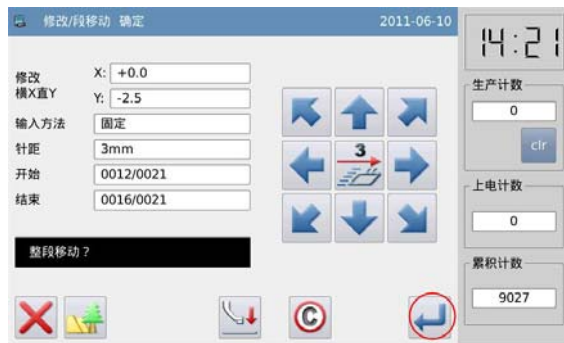 修改/段移动 确定 2011-06-10
14:21
修改
横X直Y
X: +0.0
Y: -2.5
输入方法 固定
针距 3mm
开始 0012/0021
结束 0016/0021
整段移动？
3
C
生产计数
0
clr
上电计数
0
累积计数
9027